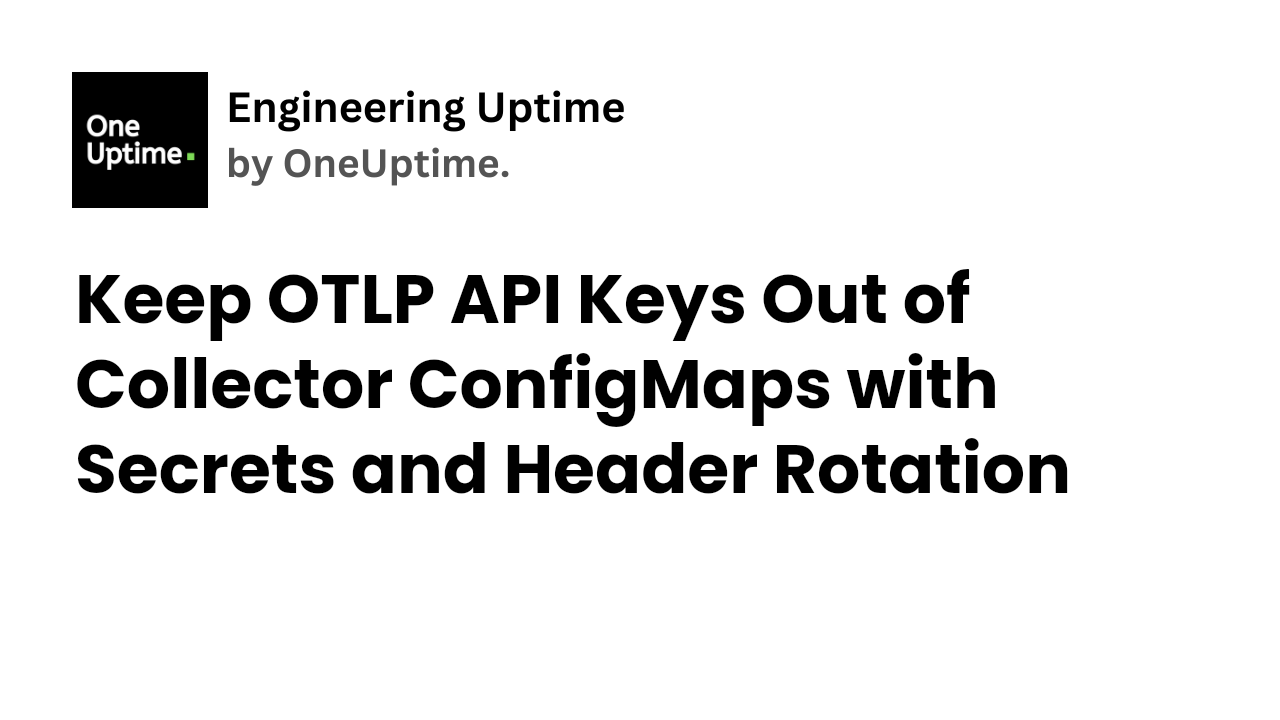 One
Uptime.
Engineering Uptime
by OneUptime.
Keep OTLP API Keys Out of
Collector ConfigMaps with
Secrets and Header Rotation